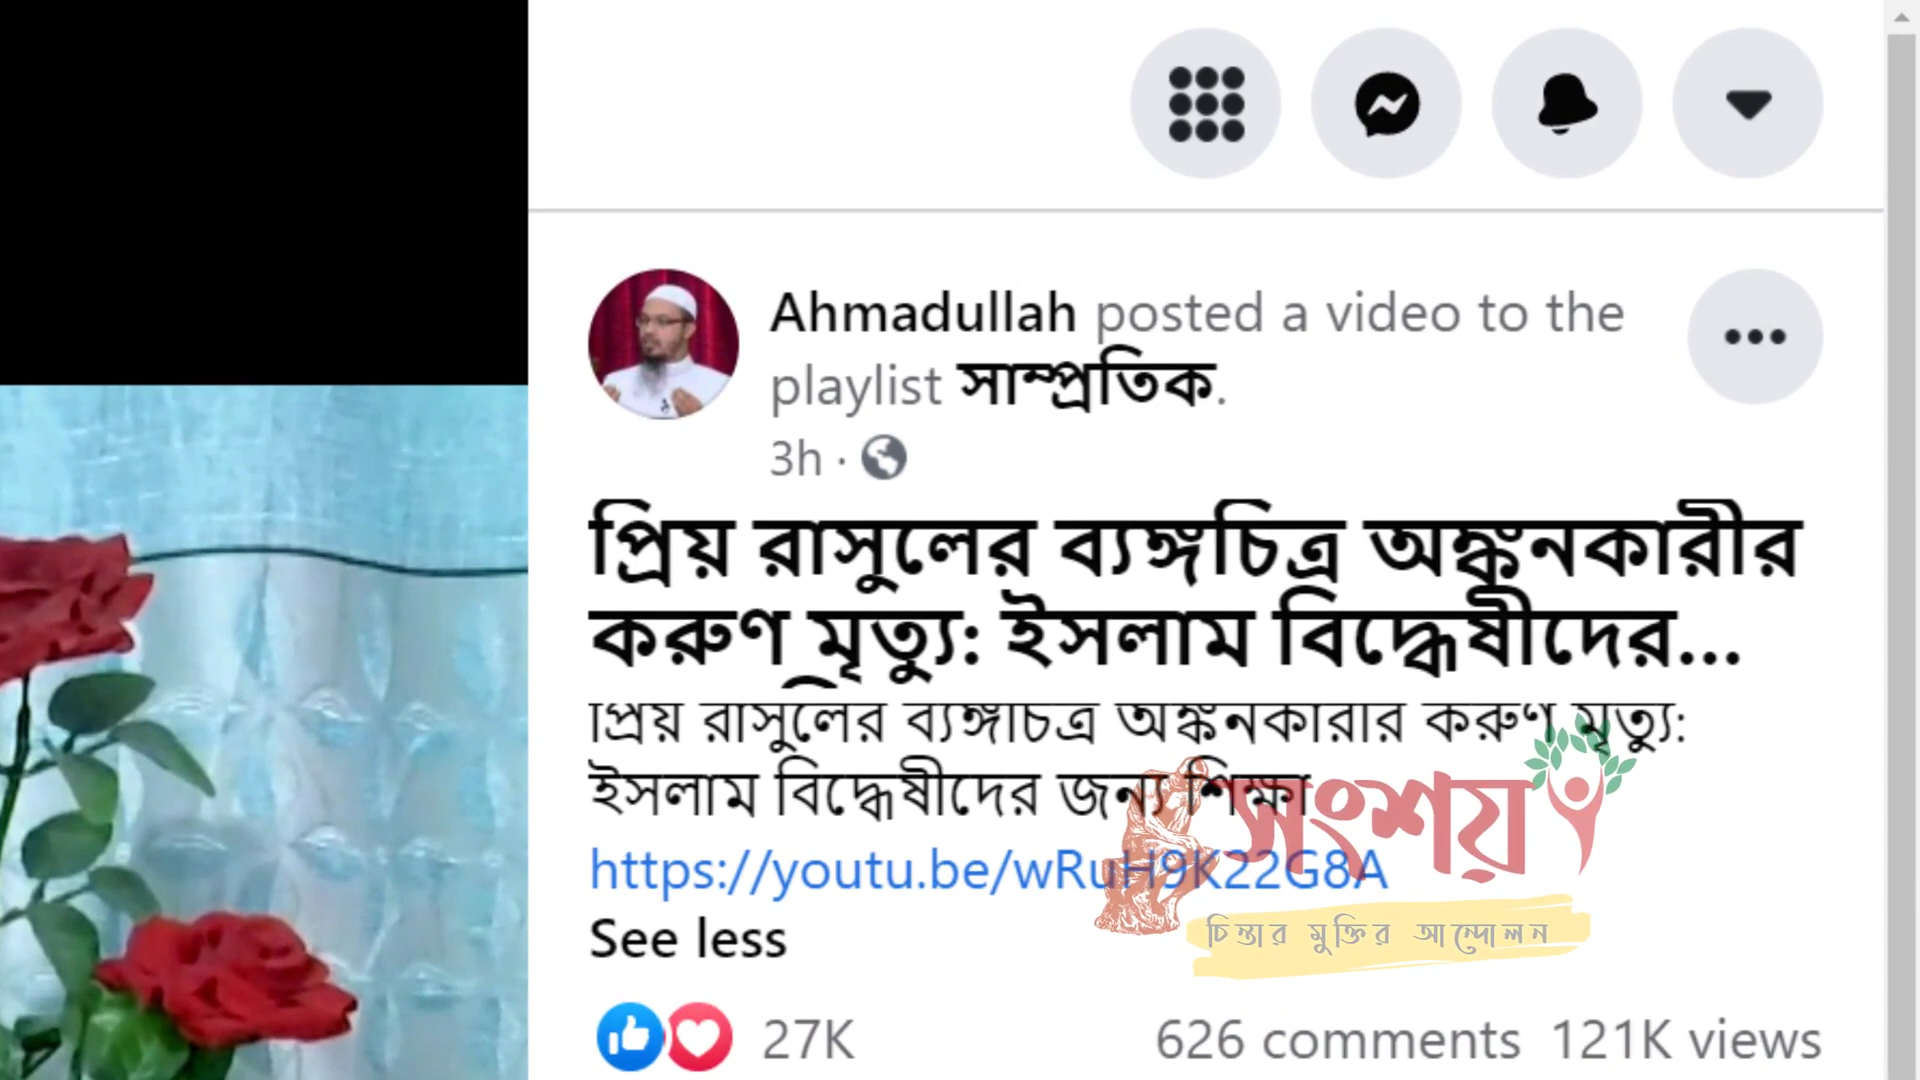 Ahmadullah posted a video to the
playlist সাম্প্রতিক.
3h ·
প্রিয় রাসুলের ব্যঙ্গচিত্র অঙ্কনকারীর
করুণ মৃত্যু: ইসলাম বিদ্ধেষীদের...
প্রিয় রাসুলের ব্যঙ্গচিত্র অঙ্কনকারীর করুণ মৃত্যু:
ইসলাম বিদ্ধেষীদের জন্য শিক্ষা
https://youtu.be/wRuH9K22G8A
See less
সংশয়
চিন্তার মুক্তির আন্দোলন
27K 626 comments 121K views